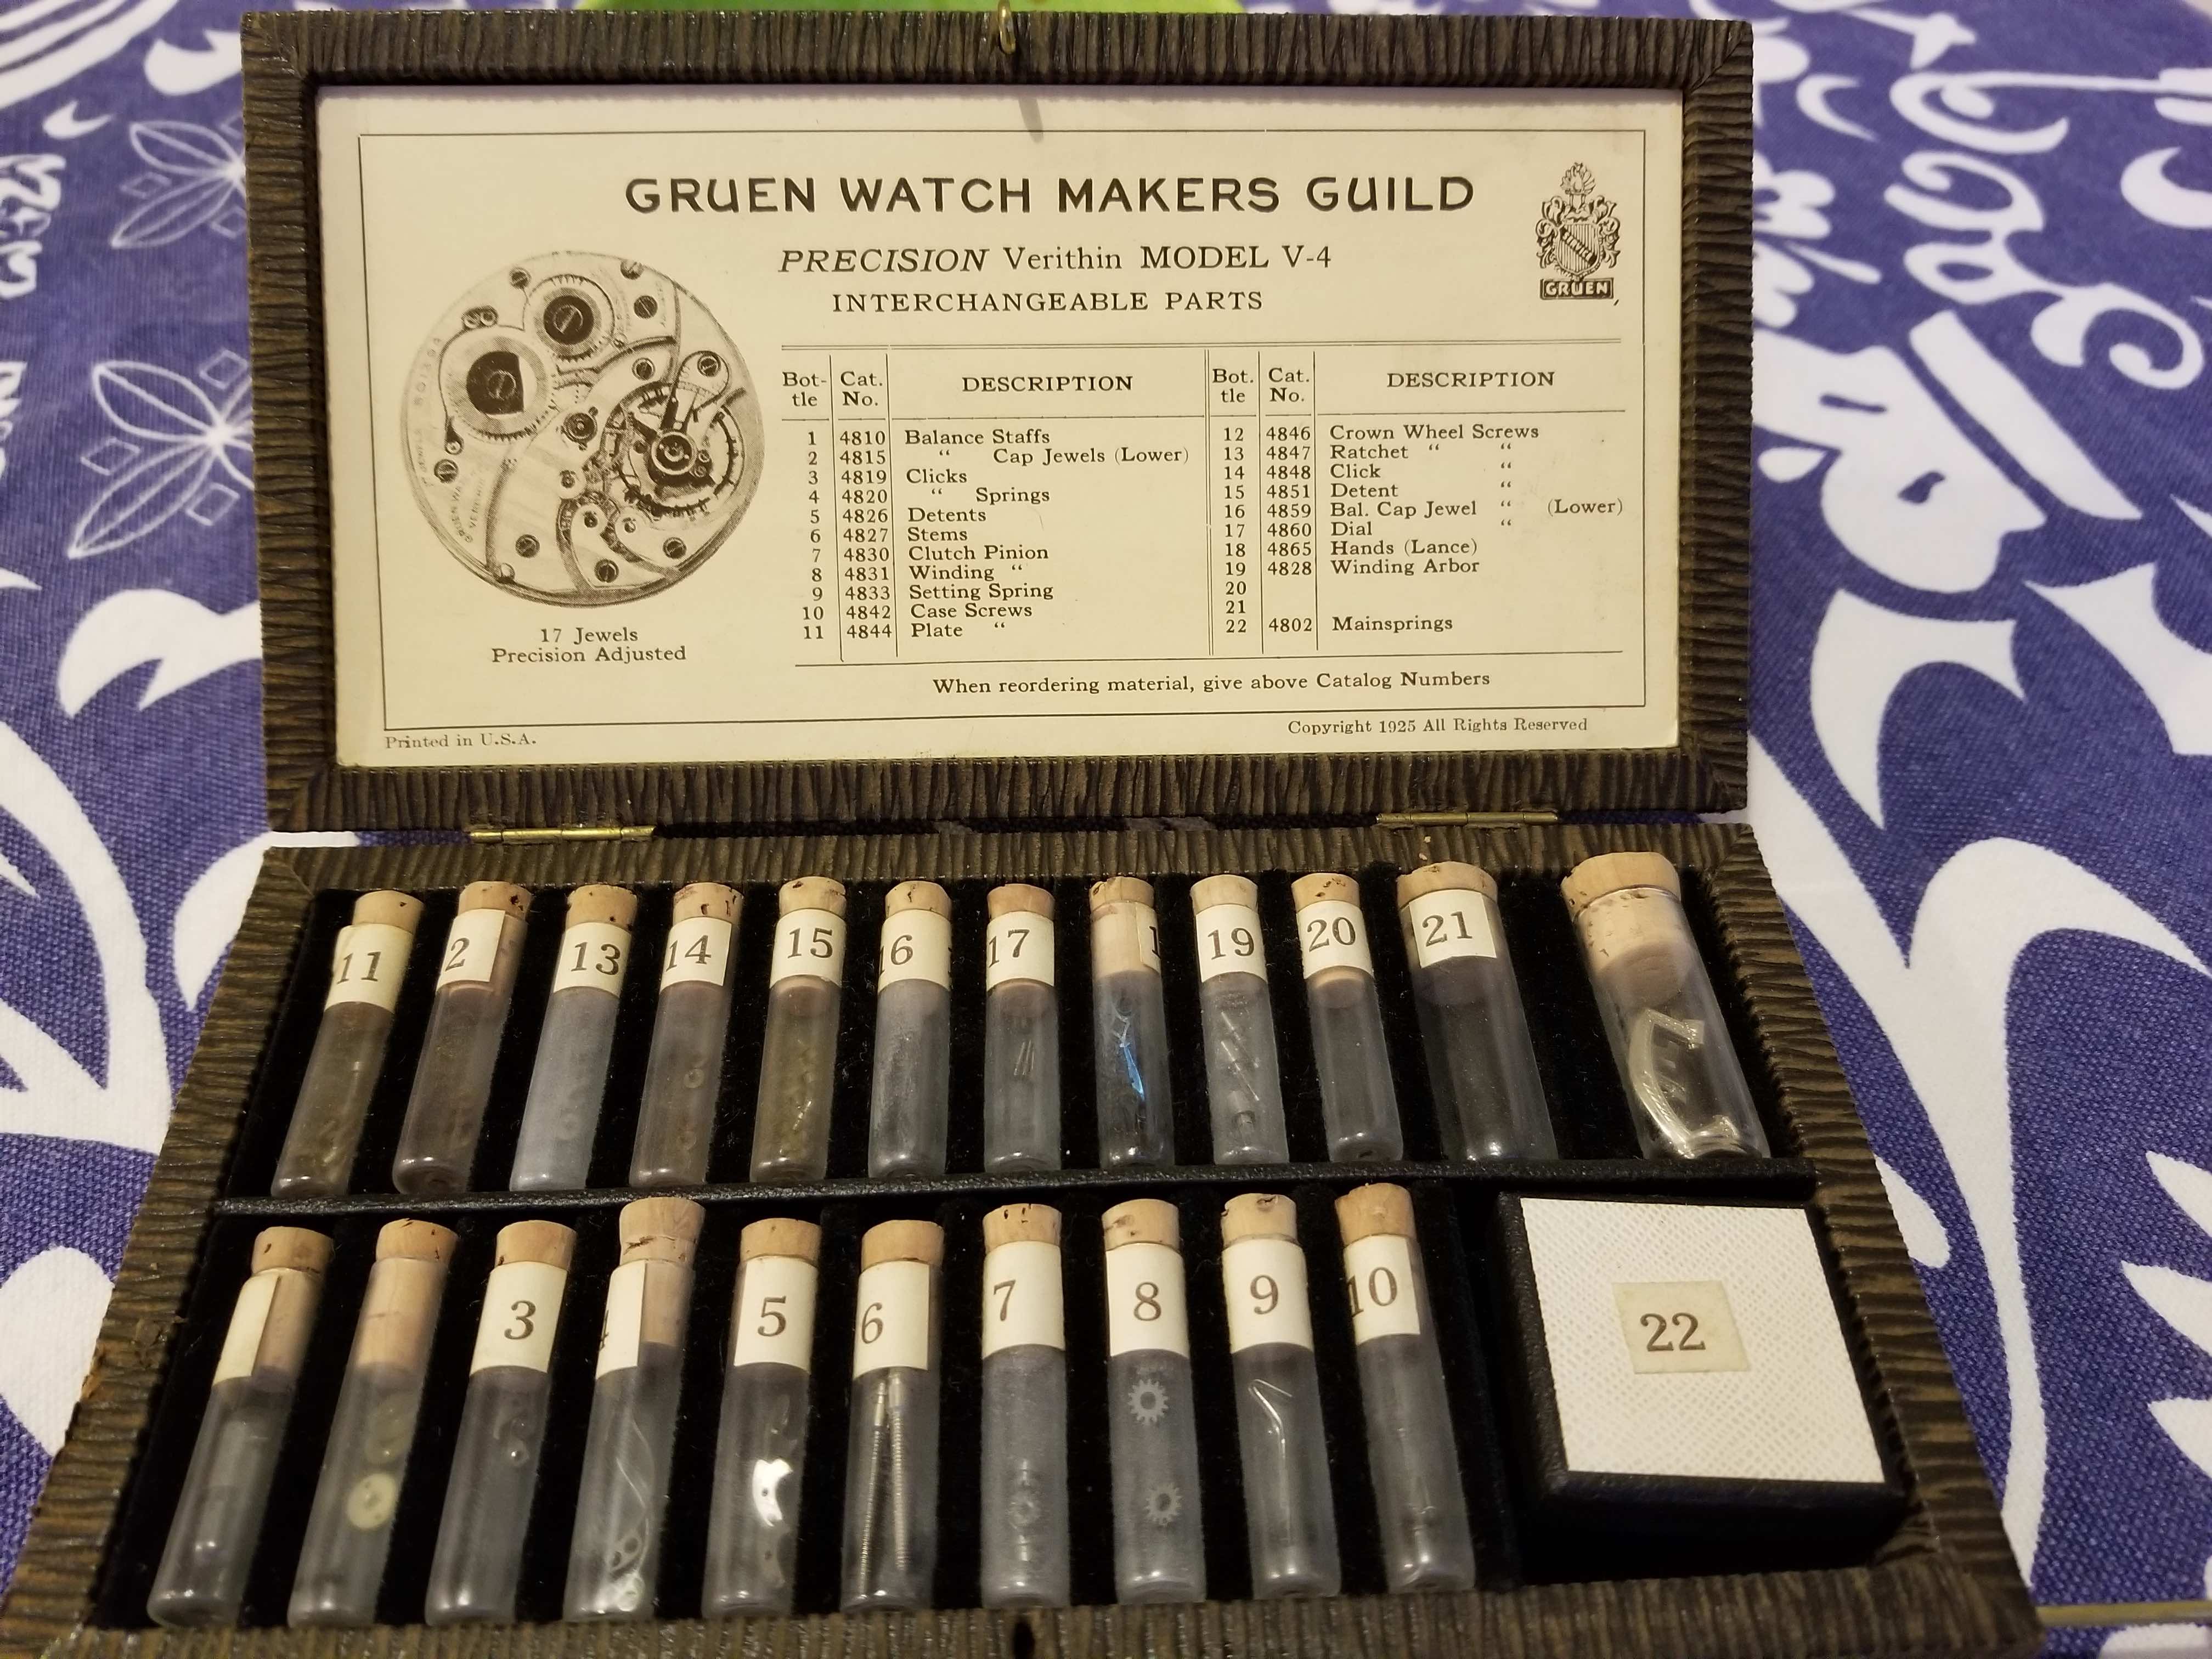 GRUEN WATCH MAKERS GUILD
PRECISION Verithin MODEL V-4
INTERCHANGEABLE PARTS
GRUEN
17 Jewels
Precision Adjusted
Bot-tle Cat. No. DESCRIPTION
1 4810 Balance Staffs
2 4815 “ Cap Jewels (Lower)
3 4819 Clicks
4 4820 “ Springs
5 4826 Detents
6 4827 Stems
7 4830 Clutch Pinion
8 4831 Winding “
9 4833 Setting Spring
10 4842 Case Screws
11 4844 Plate “
Bot. tle Cat. No. DESCRIPTION
12 4846 Crown Wheel Screws
13 4847 Ratchet “ “
14 4848 Click “
15 4851 Detent “
16 4859 Bal. Cap Jewel “ (Lower)
17 4860 Dial “
18 4865 Hands (Lance)
19 4828 Winding Arbor
20
21
22 4802 Mainsprings
When reordering material, give above Catalog Numbers
Printed in U.S.A.
Copyright 1925 All Rights Reserved
11 2 13 14 15 16 17 1 19 20 21
3 4 5 6 7 8 9 10 22